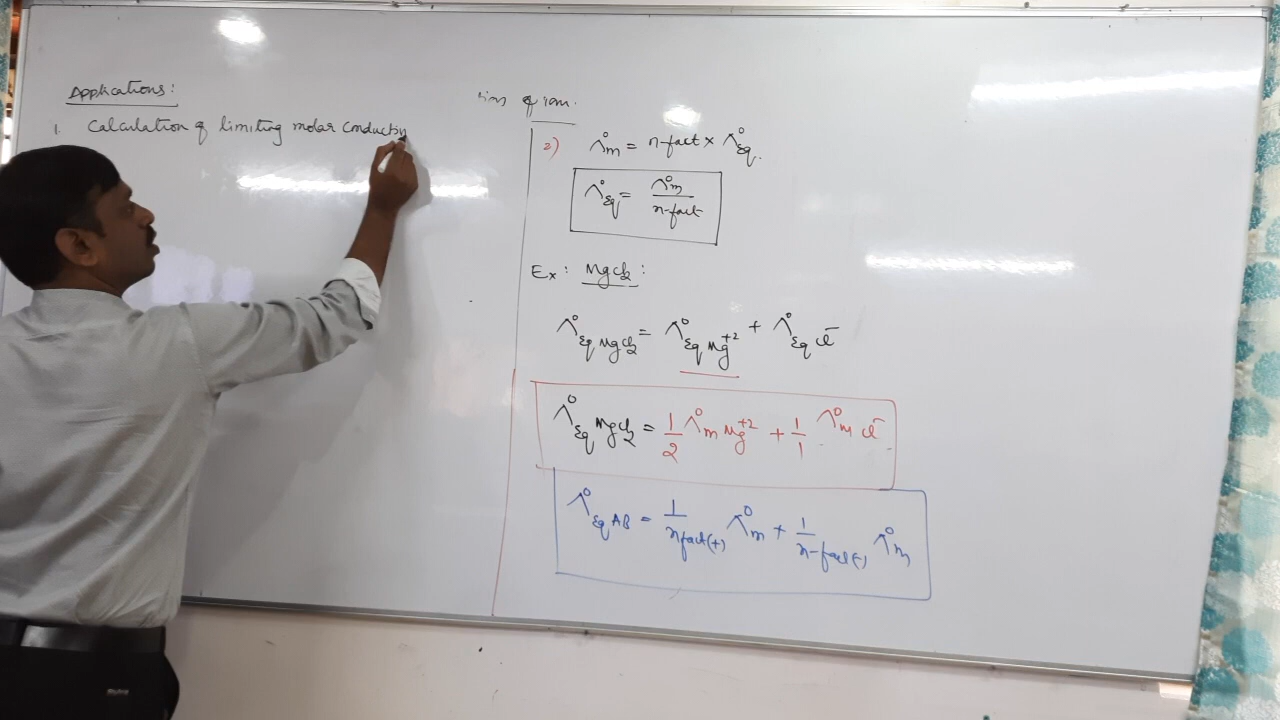 Applications:
1. Calculation of limiting molar conducti
of ion.
2) Λ°m = n-fact × Λ°Eq.
Λ°Eq = Λ°m / n-fact
Ex: MgCl2:
Λ°Eq MgCl2 = Λ°Eq Mg+2 + Λ°Eq Cl-
Λ°Eq MgCl2 = 1/2 Λ°m Mg+2 + 1/1 Λ°m Cl-
Λ°Eq AB = 1/n fact(+) Λ°m + 1/n-fact(-) Λ°m